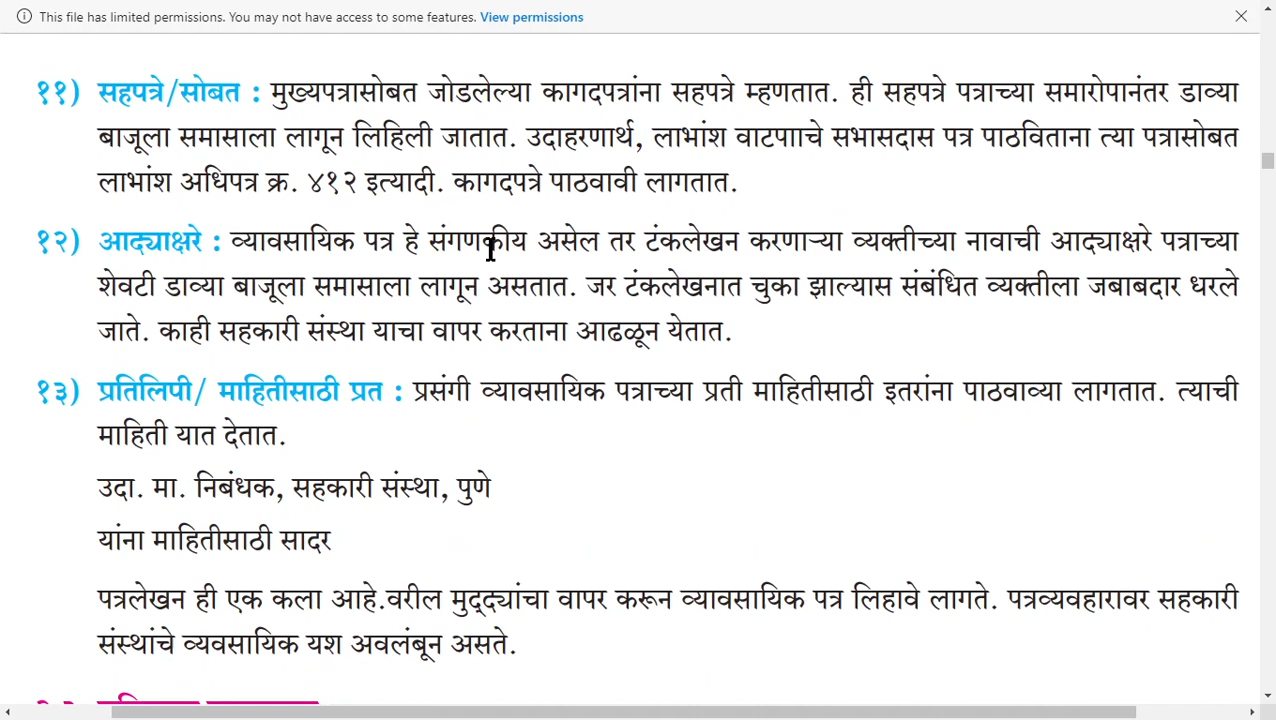 This file has limited permissions. You may not have access to some features. View permissions
११) सहपत्रे/सोबत : मुख्यपत्रासोबत जोडलेल्या कागदपत्रांना सहपत्रे म्हणतात. ही सहपत्रे पत्राच्या समारोपानंतर डाव्या
बाजूला समासाला लागून लिहिली जातात. उदाहरणार्थ, लाभांश वाटपााचे सभासदास पत्र पाठविताना त्या पत्रासोबत
लाभांश अधिपत्र क्र. ४१२ इत्यादी. कागदपत्रे पाठवावी लागतात.
१२) आद्याक्षरे : व्यावसायिक पत्र हे संगणकीय असेल तर टंकलेखन करणाऱ्या व्यक्तीच्या नावाची आद्याक्षरे पत्राच्या
शेवटी डाव्या बाजूला समासाला लागून असतात. जर टंकलेखनात चुका झाल्यास संबंधित व्यक्तीला जबाबदार धरले
जाते. काही सहकारी संस्था याचा वापर करताना आढळून येतात.
१३) प्रतिलिपी/ माहितीसाठी प्रत : प्रसंगी व्यावसायिक पत्राच्या प्रती माहितीसाठी इतरांना पाठवाव्या लागतात. त्याची
माहिती यात देतात.
उदा. मा. निबंधक, सहकारी संस्था, पुणे
यांना माहितीसाठी सादर
पत्रलेखन ही एक कला आहे.वरील मुद्द्यांचा वापर करून व्यावसायिक पत्र लिहावे लागते. पत्रव्यवहारावर सहकारी
संस्थांचे व्यवसायिक यश अवलंबून असते.